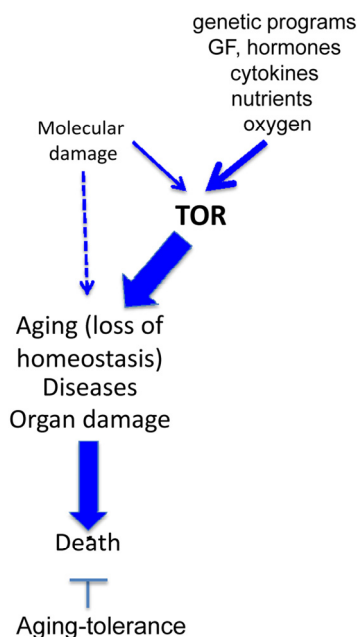 genetic programs
GF, hormones
cytokines
nutrients
oxygen
Molecular
damage
TOR
Aging (loss of
homeostasis)
Diseases
Organ damage
Death
Aging-tolerance